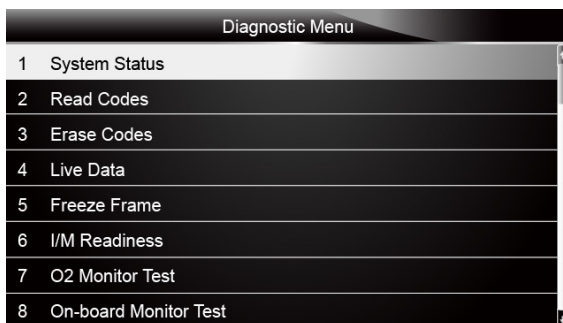 Diagnostic Menu
1 System Status
2 Read Codes
3 Erase Codes
4 Live Data
5 Freeze Frame
6 I/M Readiness
7 O2 Monitor Test
8 On-board Monitor Test